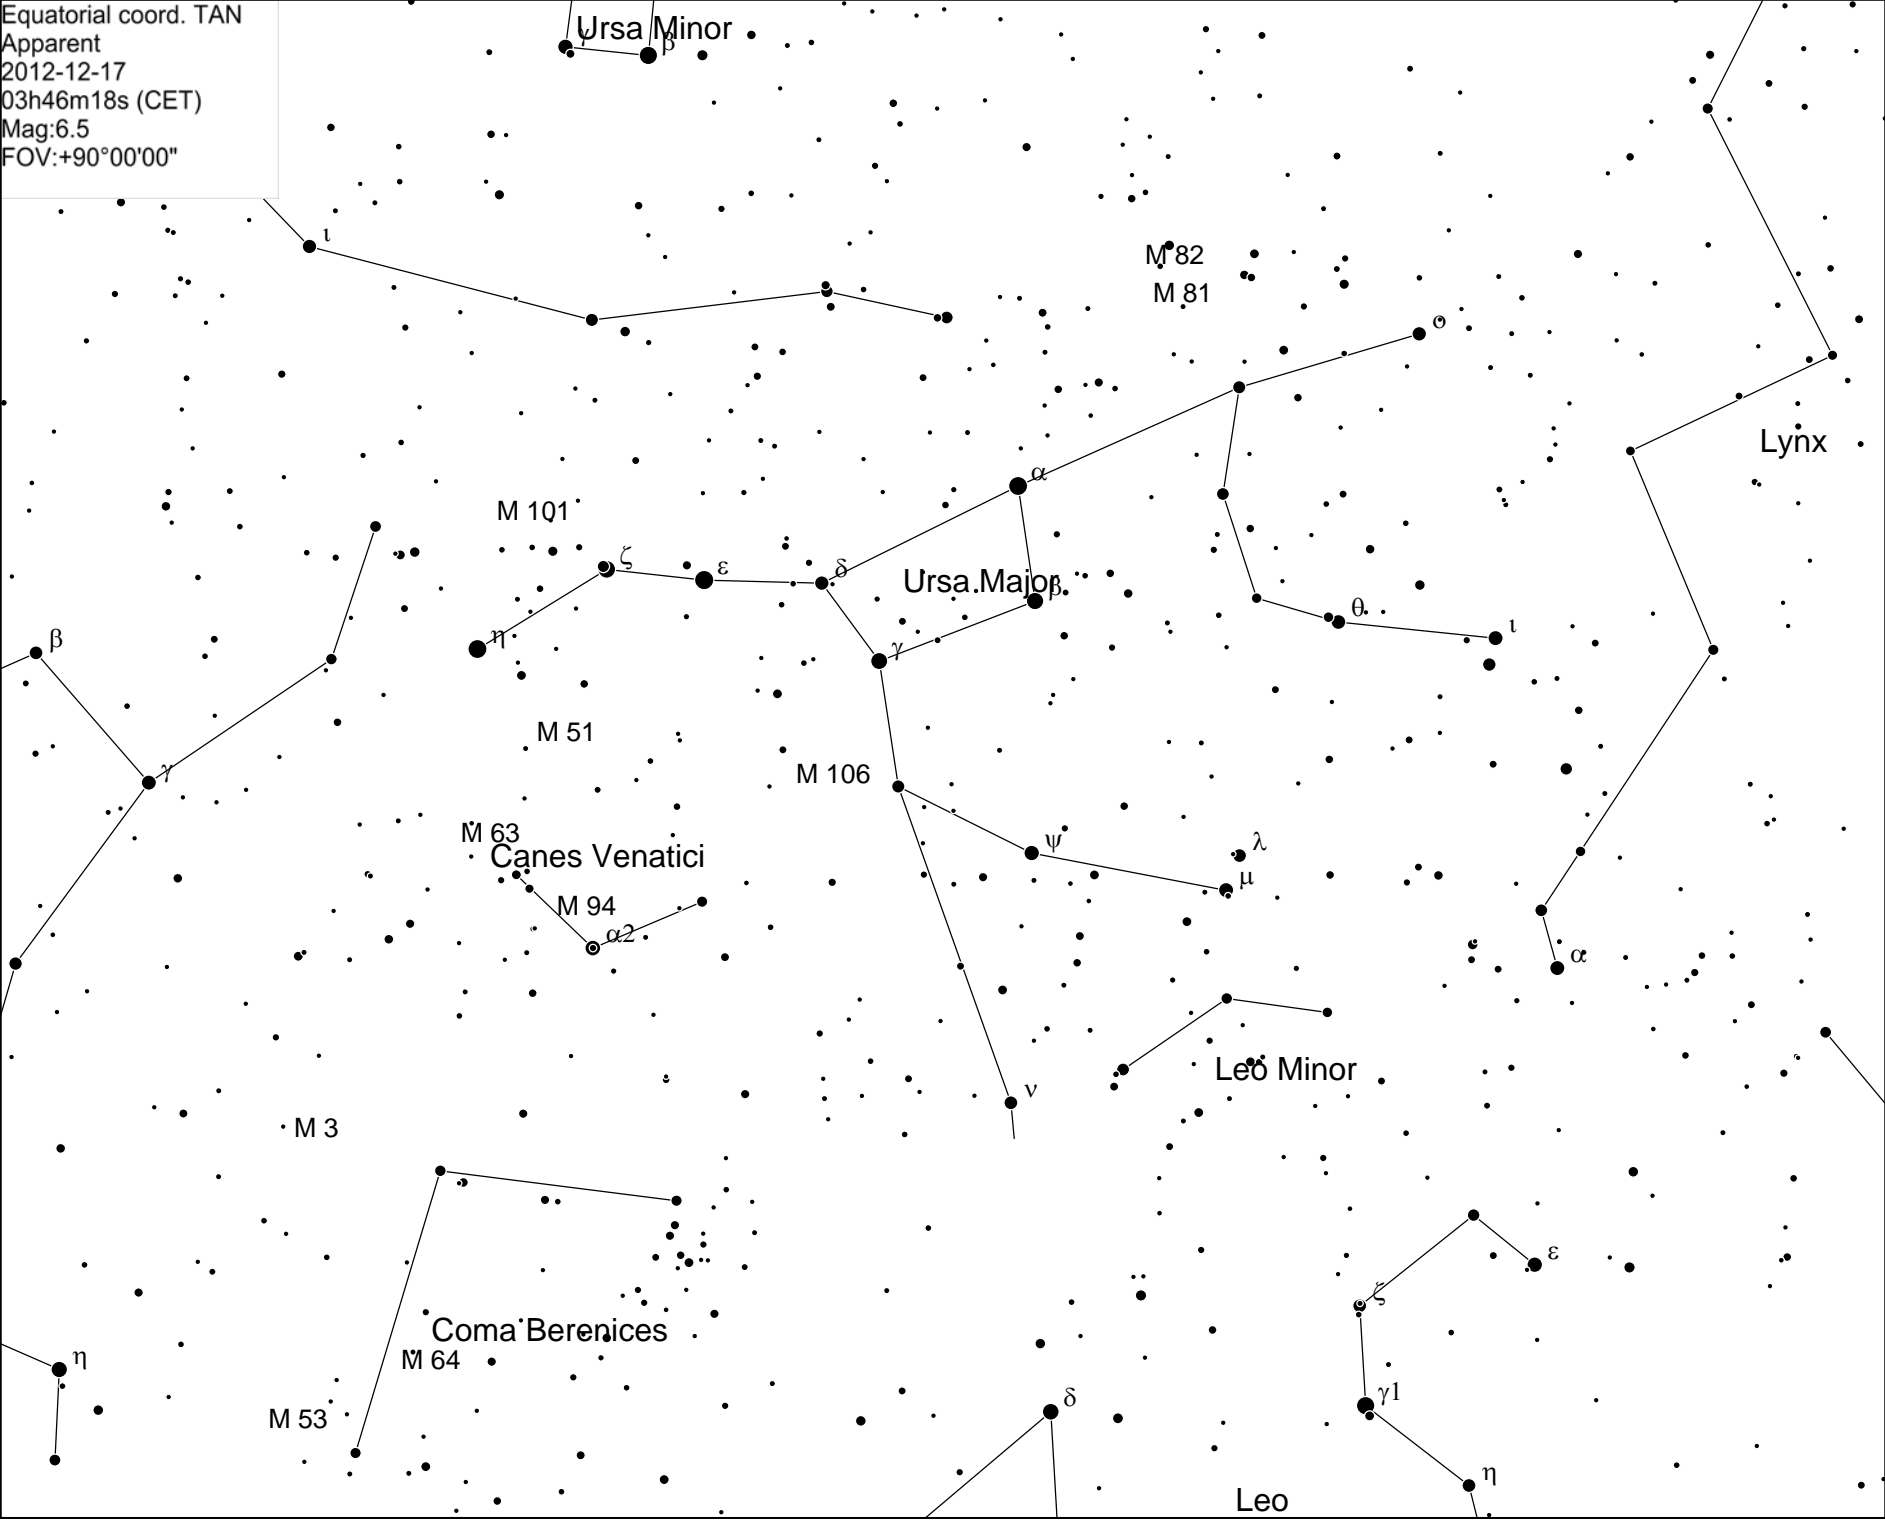 Equatorial coord. TAN
Apparent
2012-12-17
03h46m18s (CET)
Mag:6.5
FOV:+90°00'00"
Ursa Minor
γ
β
ι
M 82
M 81
ο
Lynx
α
M 101
ζ
ε
δ
Ursa Major
β
θ
ι
η
β
γ
M 51
γ
M 106
M 63
Canes Venatici
ψ
λ
μ
M 94
α2
α
Leo Minor
ν
M 3
ε
ζ
Coma Berenices
M 64
η
γ1
δ
M 53
η
Leo